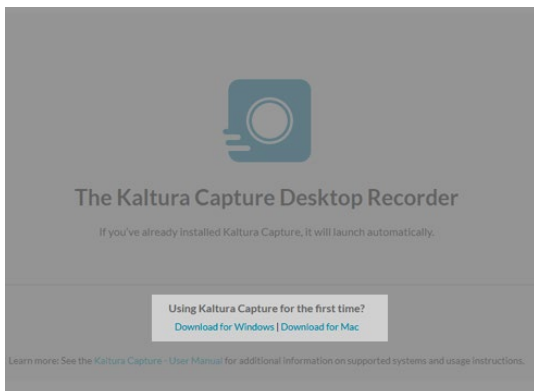 The Kaltura Capture Desktop Recorder
If you've already installed Kaltura Capture, it will launch automatically.
Using Kaltura Capture for the first time?
Download for Windows | Download for Mac
Learn more: See the Kaltura Capture - User Manual for additional information on supported systems and usage instructions.